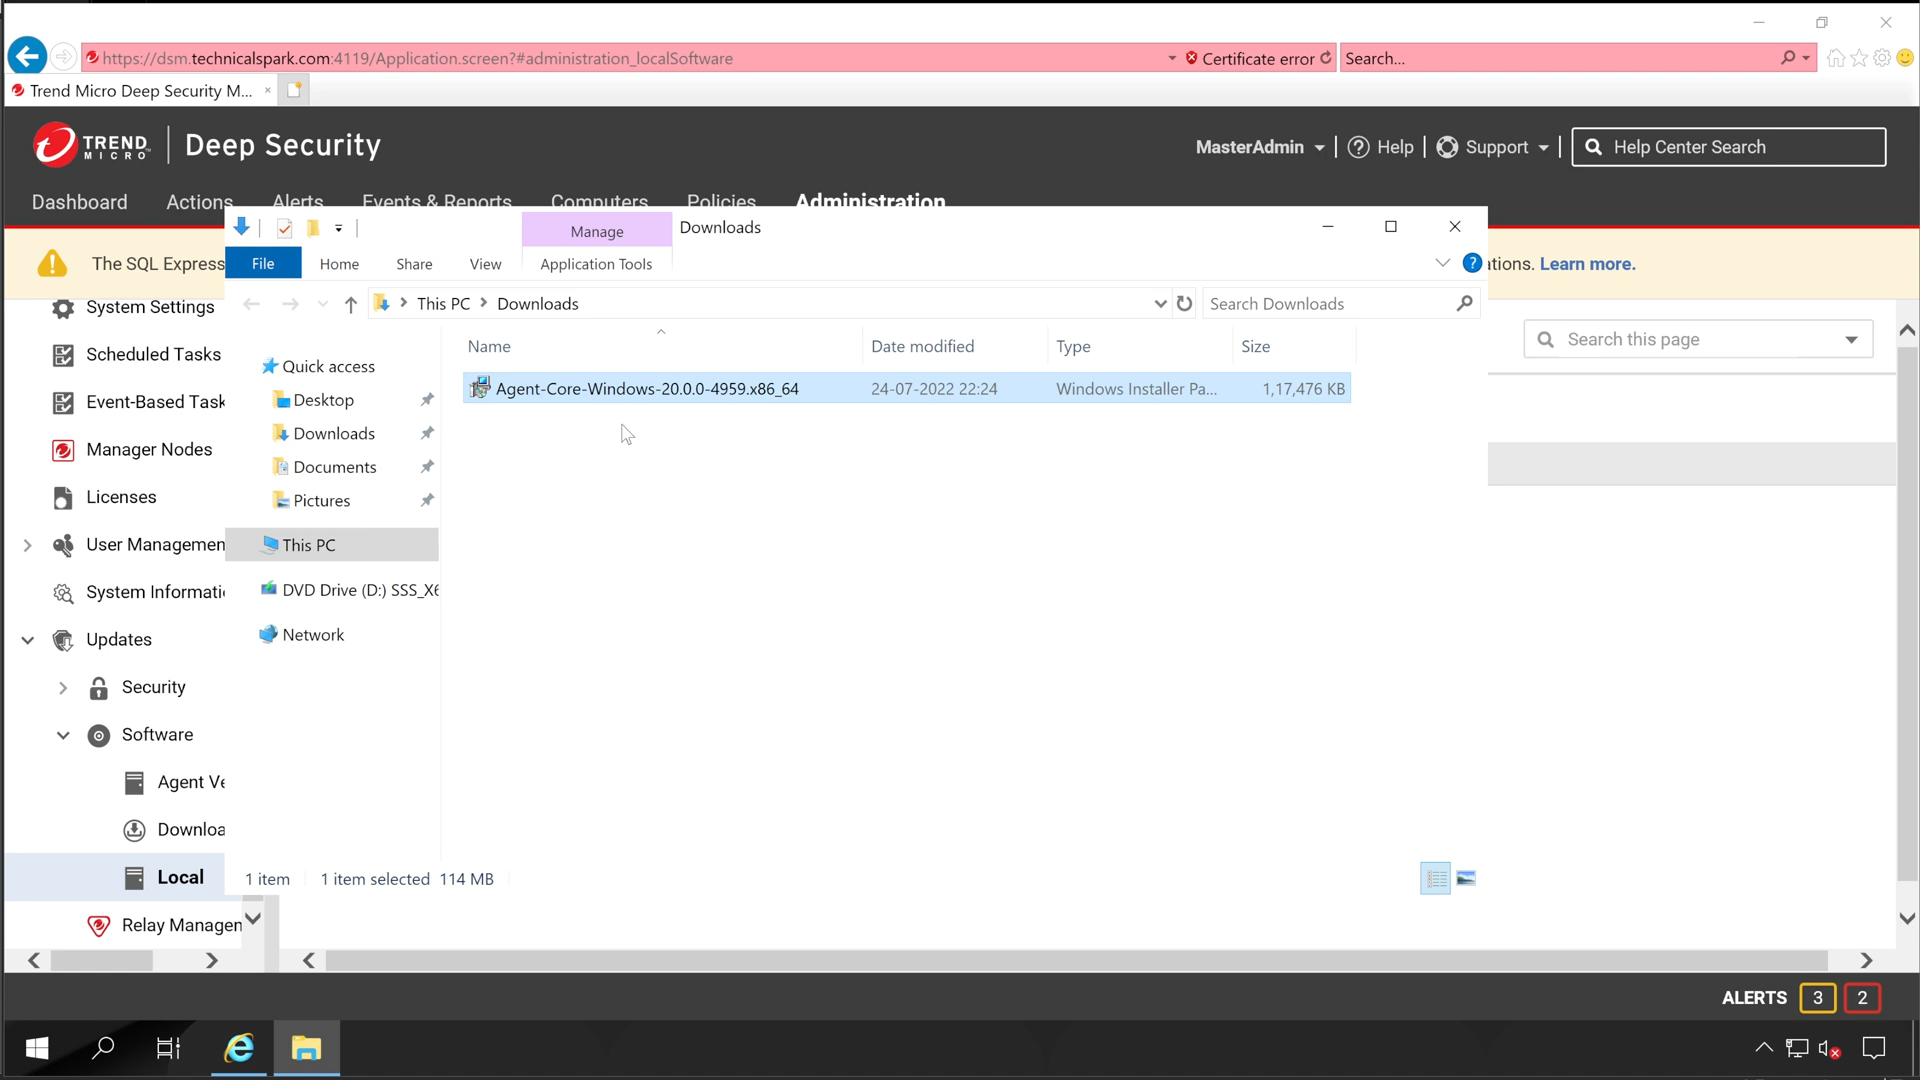 https://dsm.technicalspark.com:4119/Application.screen?#administration_localSoftware
Certificate error
Search...
Trend Micro Deep Security M...
TREND MICRO
Deep Security
MasterAdmin
Help
Support
Help Center Search
Dashboard
Actions
Alerts
Events & Reports
Computers
Policies
Administration
Manage
Downloads
The SQL Express
File
Home
Share
View
Application Tools
ations. Learn more.
This PC
Downloads
Search Downloads
System Settings
Search this page
Name
Date modified
Type
Size
Scheduled Tasks
Quick access
Agent-Core-Windows-20.0.0-4959.x86_64
24-07-2022 22:24
Windows Installer Pa...
1,17,476 KB
Event-Based Task
Desktop
Downloads
Manager Nodes
Documents
Licenses
Pictures
User Managemen
This PC
System Informati
DVD Drive (D:) SSS_X6
Updates
Network
Security
Software
Agent Ve
Downloa
Local
1 item
1 item selected
114 MB
Relay Managen
ALERTS
3
2